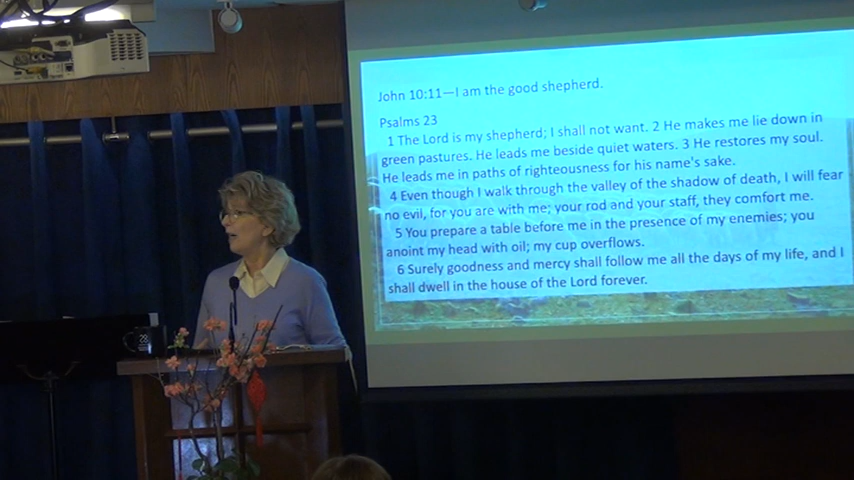 John 10:11—I am the good shepherd.
Psalms 23
1 The Lord is my shepherd; I shall not want. 2 He makes me lie down in
green pastures. He leads me beside quiet waters. 3 He restores my soul.
He leads me in paths of righteousness for his name's sake.
4 Even though I walk through the valley of the shadow of death, I will fear
no evil, for you are with me; your rod and your staff, they comfort me.
5 You prepare a table before me in the presence of my enemies; you
anoint my head with oil; my cup overflows.
6 Surely goodness and mercy shall follow me all the days of my life, and I
shall dwell in the house of the Lord forever.